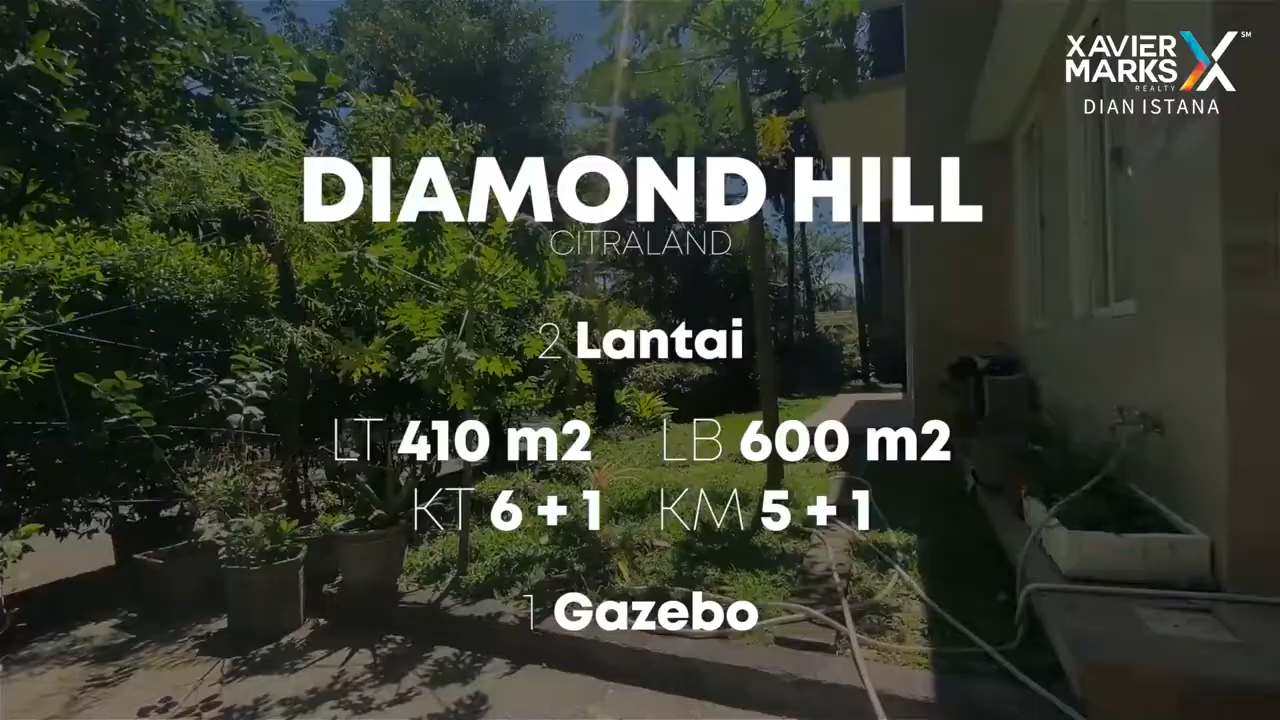 XAVIER
MARKS
REALTY
SM
DIAN ISTANA
DIAMOND HILL
CITRALAND
2 Lantai
LT 410 m2 LB 600 m2
KT 6 + 1 KM 5 + 1
1 Gazebo